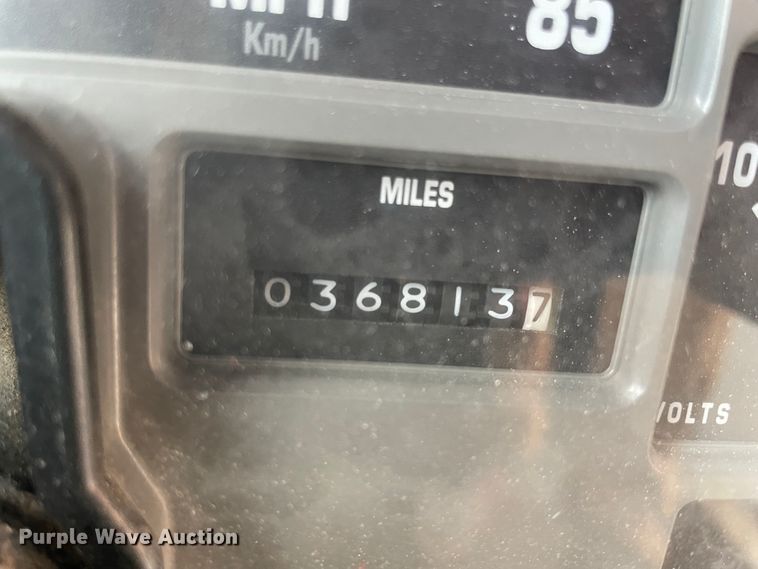 MPH 85
Km/h
MILES
10
0368137
VOLTS
Purple Wave Auction